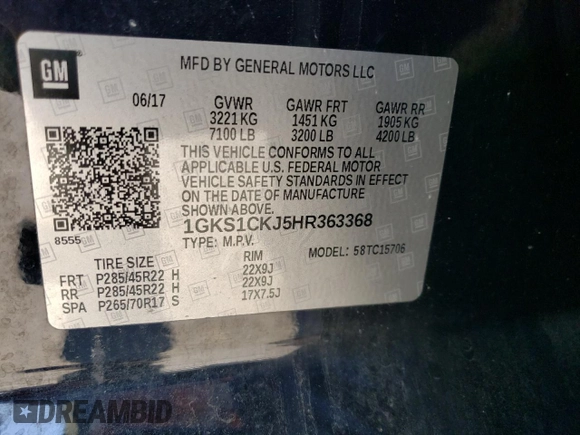 GM
MFD BY GENERAL MOTORS LLC
06/17 GVWR GAWR FRT GAWR RR
3221 KG 1451 KG 1905 KG
7100 LB 3200 LB 4200 LB
THIS VEHICLE CONFORMS TO ALL
APPLICABLE U.S. FEDERAL MOTOR
VEHICLE SAFETY STANDARDS IN EFFECT
ON THE DATE OF MANUFACTURE
SHOWN ABOVE.
8555 1GKS1CKJ5HR363368
TYPE: M.P.V. MODEL: 58TC15706
TIRE SIZE RIM
FRT P285/45R22 H 22X9J
RR P285/45R22 H 22X9J
SPA P265/70R17 S 17X7.5J
DREAMBID